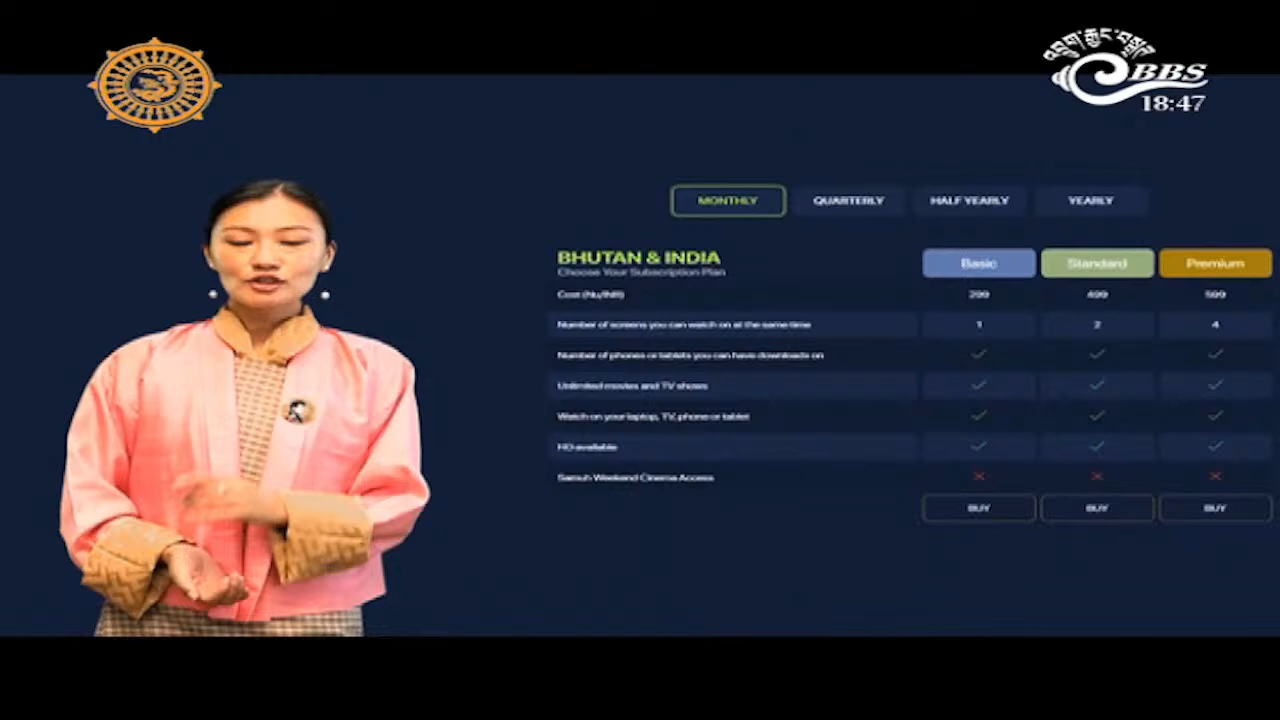 འབྲུག་རྒྱང་བསྒྲགས
BBS
18:47
MONTHLY QUARTERLY HALF YEARLY YEARLY
BHUTAN & INDIA Basic Standard Premium
Choose Your Subscription Plan
Cost (Nu/INR) 299 499 599
Number of screens you can watch on at the same time 1 2 4
Number of phones or tablets you can have downloads on
Unlimited movies and TV shows
Watch on your laptop, TV, phone or tablet
HD available
Samuh Weekend Cinema Access
BUY BUY BUY